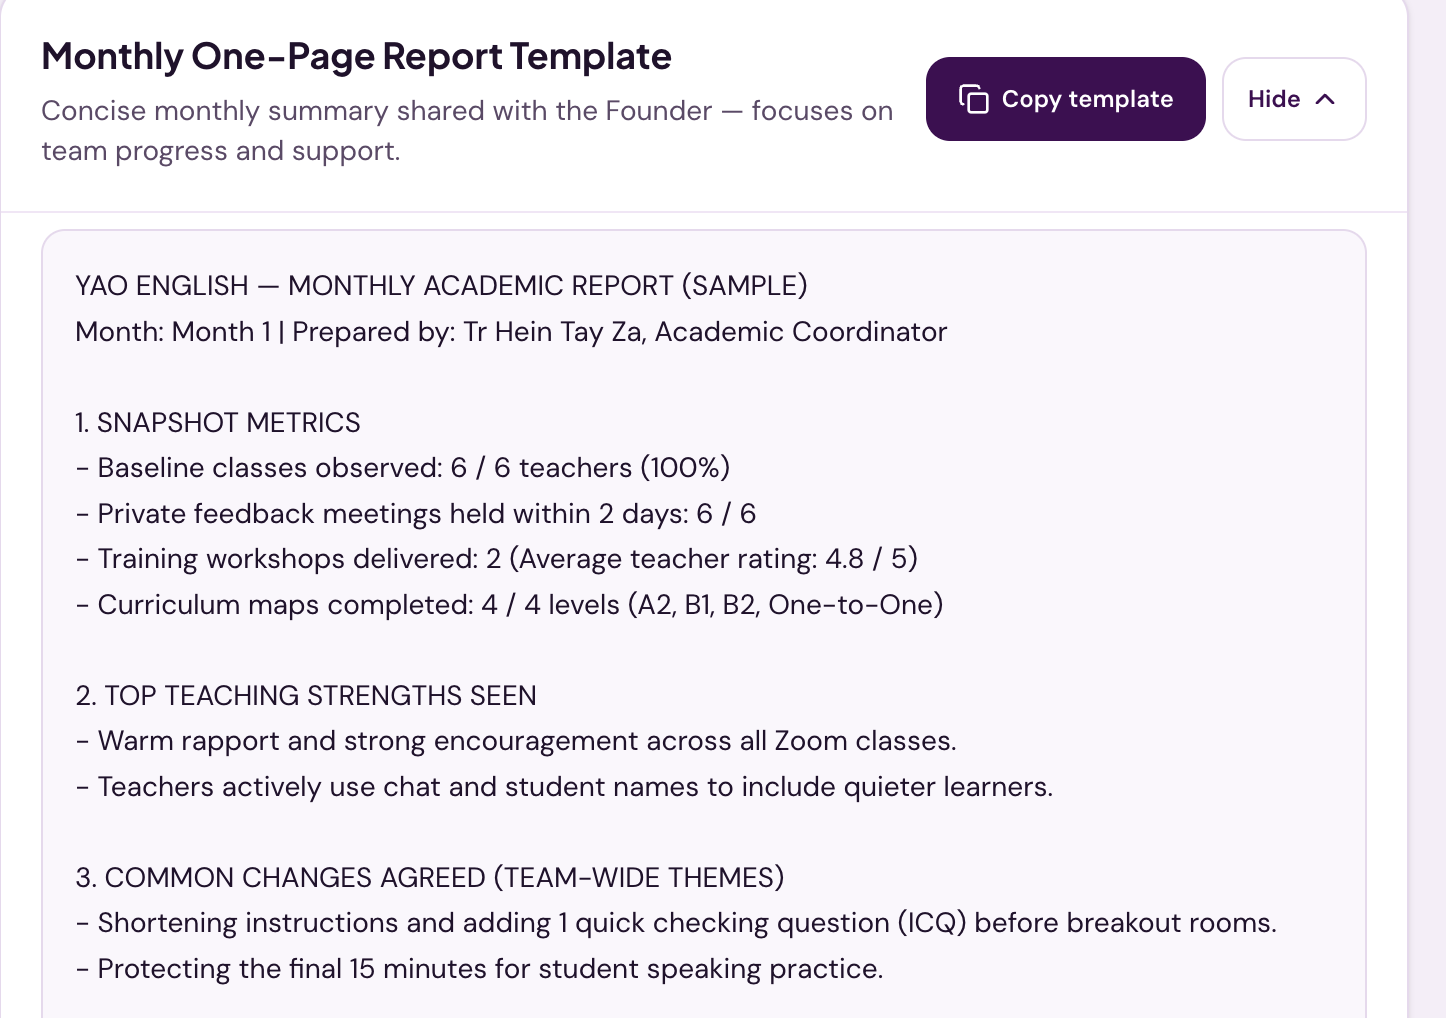 Monthly One-Page Report Template
Concise monthly summary shared with the Founder — focuses on
team progress and support.
Copy template
Hide
YAO ENGLISH — MONTHLY ACADEMIC REPORT (SAMPLE)
Month: Month 1 | Prepared by: Tr Hein Tay Za, Academic Coordinator
1. SNAPSHOT METRICS
- Baseline classes observed: 6 / 6 teachers (100%)
- Private feedback meetings held within 2 days: 6 / 6
- Training workshops delivered: 2 (Average teacher rating: 4.8 / 5)
- Curriculum maps completed: 4 / 4 levels (A2, B1, B2, One-to-One)
2. TOP TEACHING STRENGTHS SEEN
- Warm rapport and strong encouragement across all Zoom classes.
- Teachers actively use chat and student names to include quieter learners.
3. COMMON CHANGES AGREED (TEAM-WIDE THEMES)
- Shortening instructions and adding 1 quick checking question (ICQ) before breakout rooms.
- Protecting the final 15 minutes for student speaking practice.